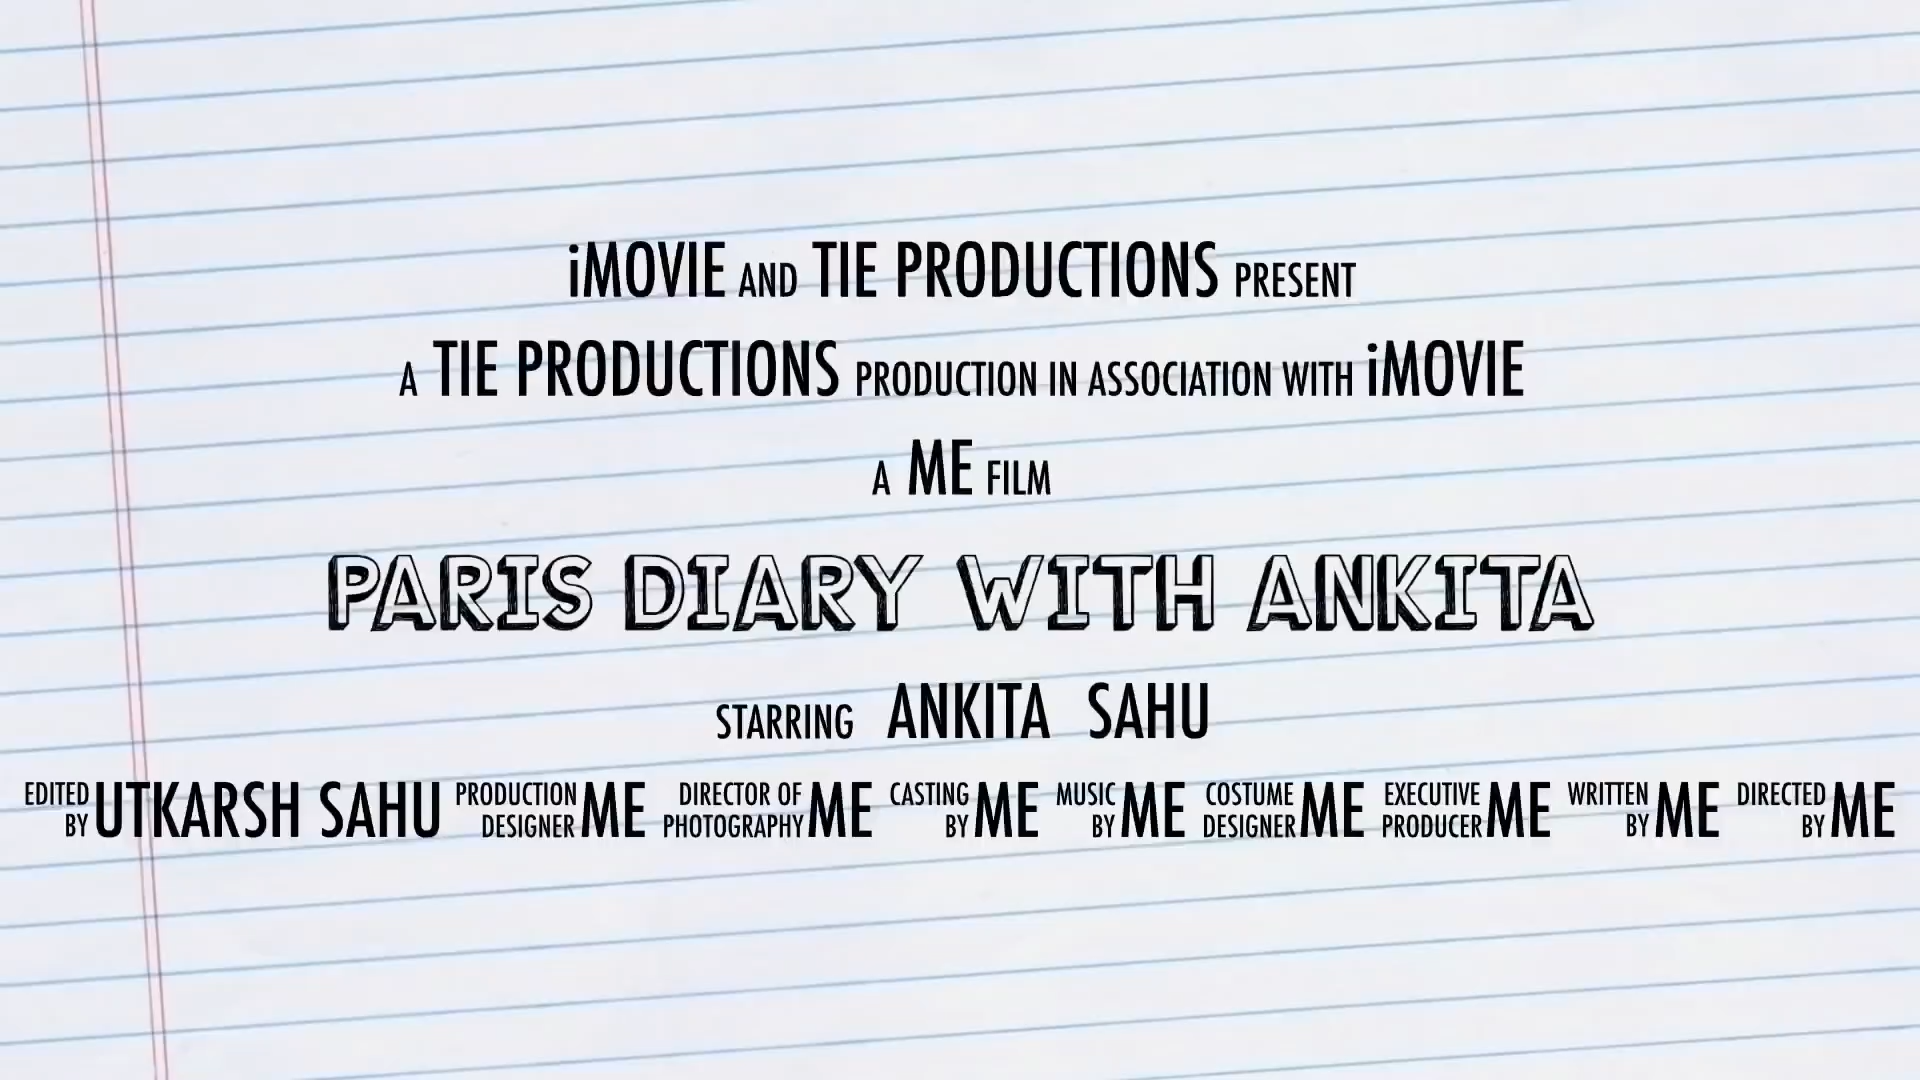 iMOVIE AND TIE PRODUCTIONS PRESENT
A TIE PRODUCTIONS PRODUCTION IN ASSOCIATION WITH iMOVIE
A ME FILM
PARIS DIARY WITH ANKITA
STARRING ANKITA SAHU
EDITED BY UTKARSH SAHU PRODUCTION DESIGNER ME DIRECTOR OF PHOTOGRAPHY ME CASTING BY ME MUSIC BY ME COSTUME DESIGNER ME EXECUTIVE PRODUCER ME WRITTEN BY ME DIRECTED BY ME